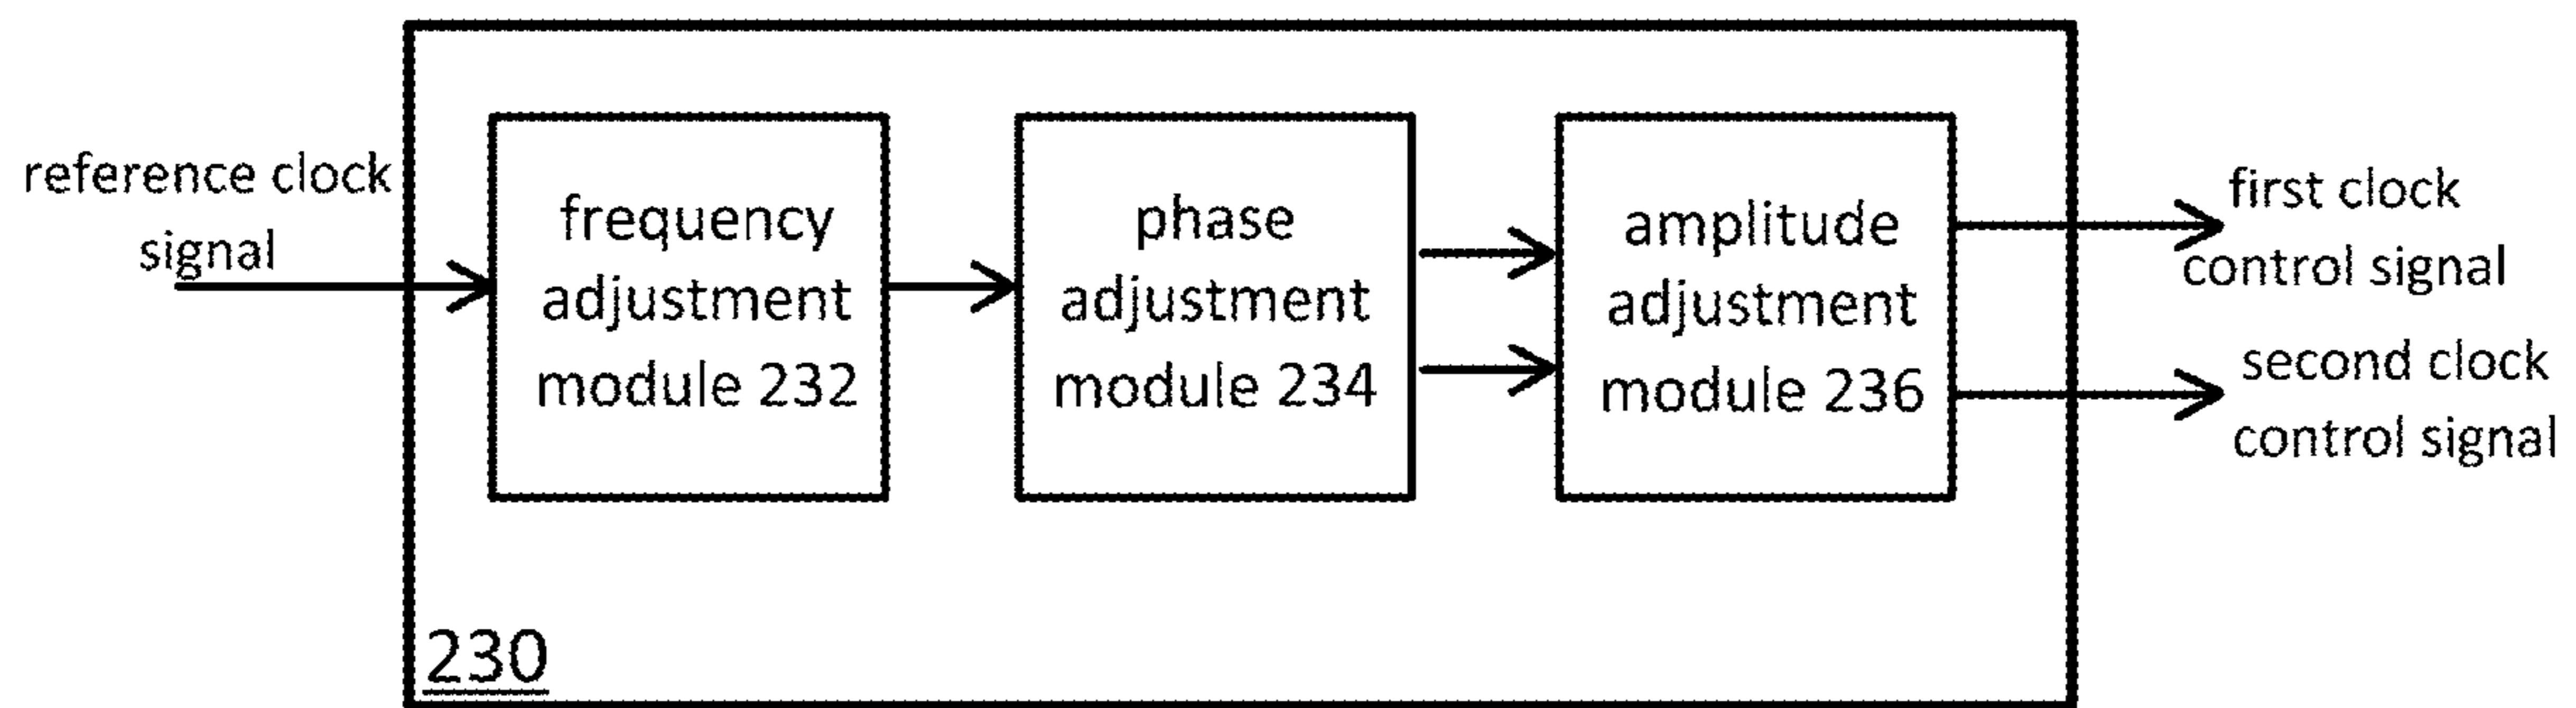 reference clock
signal
frequency
adjustment
module 232
phase
adjustment
module 234
amplitude
adjustment
module 236
first clock
control signal
second clock
control signal
230